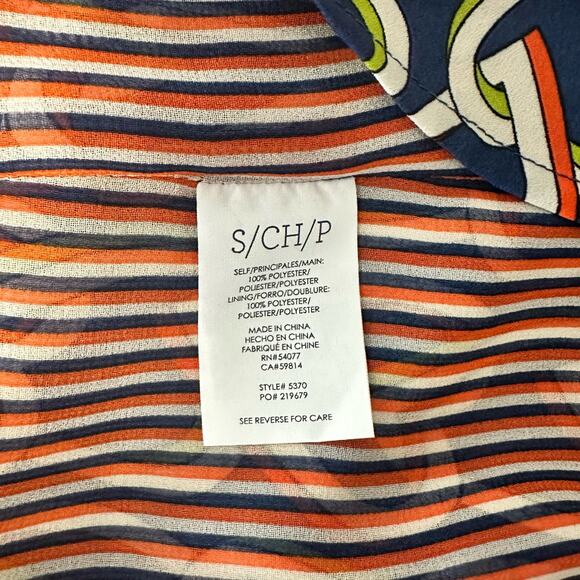 S/CH/P
SELF/PRINCIPALES/MAIN:
100% POLYESTER/
POLIESTER/POLYESTER
LINING/FORRO/DOUBLURE:
100% POLYESTER/
POLIESTER/POLYESTER
MADE IN CHINA
HECHO EN CHINA
FABRIQUÉ EN CHINE
RN#54077
CA#59814
STYLE# 5370
PO# 219679
SEE REVERSE FOR CARE